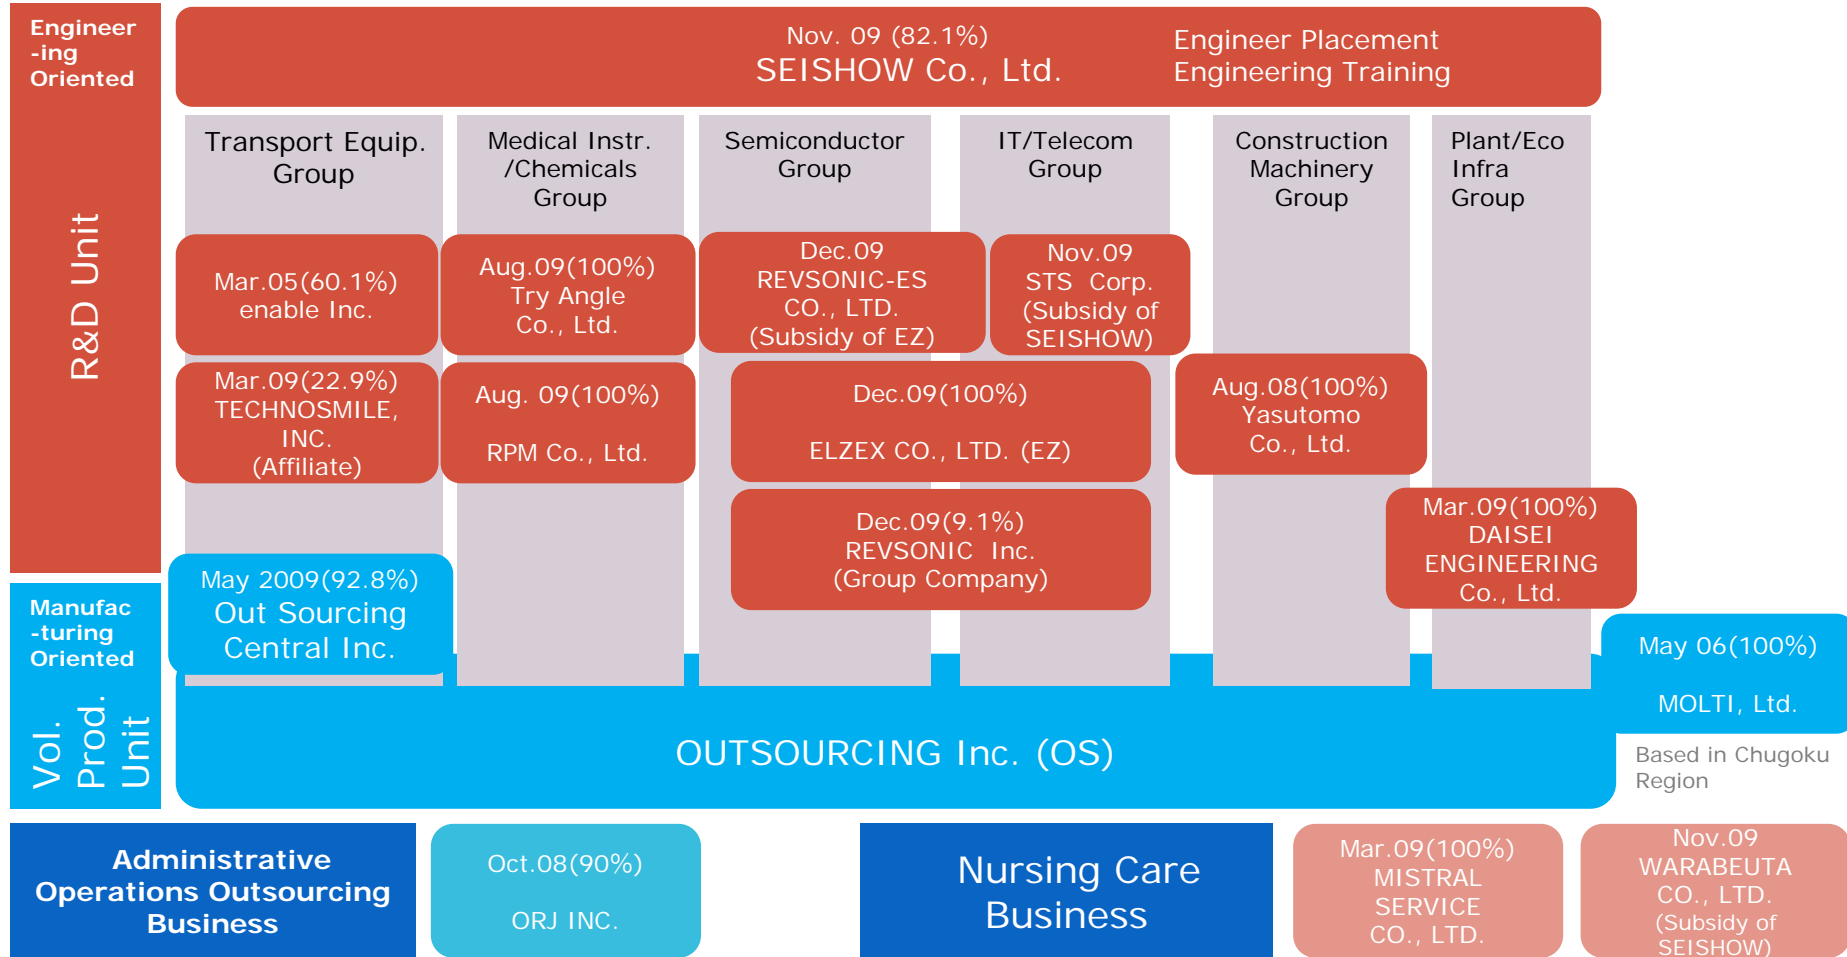 Engineer
-ing
Oriented
R&D Unit
Nov. 09 (82.1%)
SEISHOW Co., Ltd.
Engineer Placement
Engineering Training
Transport Equip.
Group
Medical Instr.
/Chemicals
Group
Semiconductor
Group
IT/Telecom
Group
Construction
Machinery
Group
Plant/Eco
Infra
Group
Mar.05(60.1%)
enable Inc.
Aug.09(100%)
Try Angle
Co., Ltd.
Dec.09
REVSONIC-ES
CO., LTD.
(Subsidy of EZ)
Nov.09
STS Corp.
(Subsidy of
SEISHOW)
Mar.09(22.9%)
TECHNOSMILE,
INC.
(Affiliate)
Aug. 09(100%)
RPM Co., Ltd.
Dec.09(100%)
ELZEX CO., LTD. (EZ)
Aug.08(100%)
Yasutomo
Co., Ltd.
Dec.09(9.1%)
REVSONIC Inc.
(Group Company)
Mar.09(100%)
DAISEI
ENGINEERING
Co., Ltd.
Manufac
-turing
Oriented
Vol.
Prod.
Unit
May 2009(92.8%)
Out Sourcing
Central Inc.
OUTSOURCING Inc. (OS)
May 06(100%)
MOLTI, Ltd.
Based in Chugoku
Region
Administrative
Operations Outsourcing
Business
Oct.08(90%)
ORJ INC.
Nursing Care
Business
Mar.09(100%)
MISTRAL
SERVICE
CO., LTD.
Nov.09
WARABEUTA
CO., LTD.
(Subsidy of
SEISHOW)